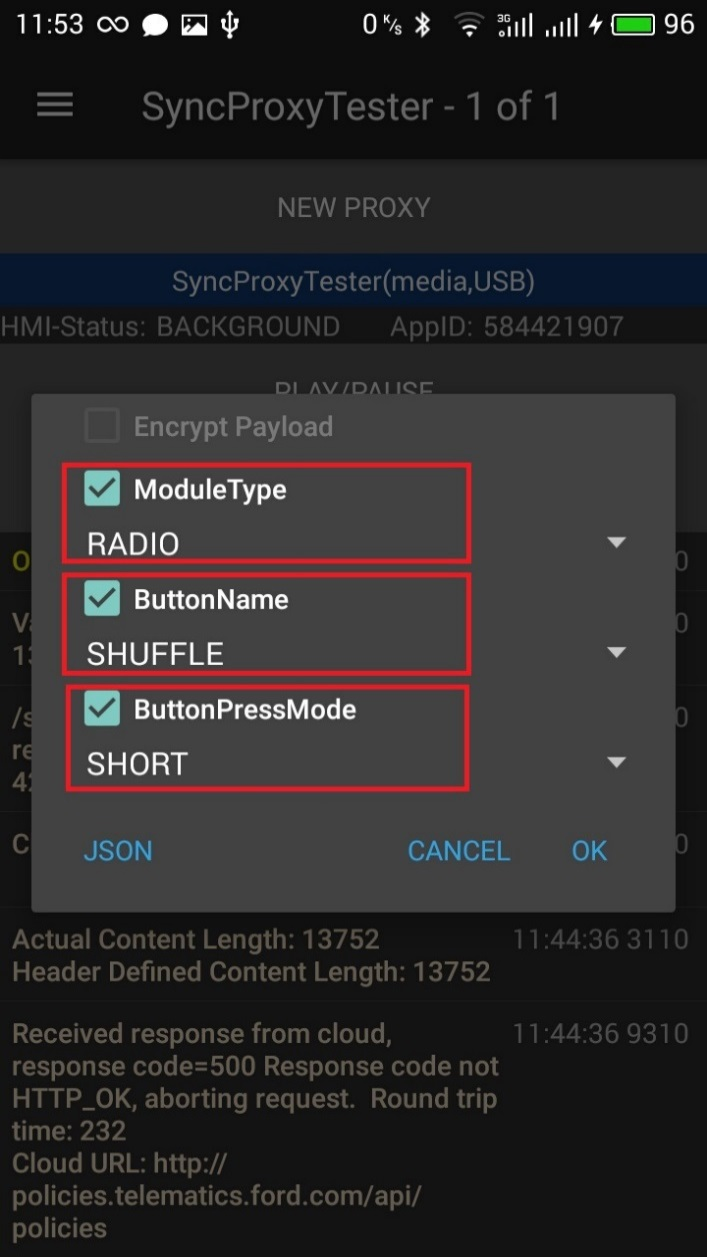 11:53 0 K/s 3G 96
SyncProxyTester - 1 of 1
NEW PROXY
SyncProxyTester(media,USB)
HMI-Status: BACKGROUND AppID: 584421907
PLAY/PAUSE
Encrypt Payload
ModuleType
RADIO
ButtonName
SHUFFLE
ButtonPressMode
SHORT
JSON CANCEL OK
Actual Content Length: 13752 11:44:36 3110
Header Defined Content Length: 13752
Received response from cloud, 11:44:36 9310
response code=500 Response code not
HTTP_OK, aborting request. Round trip
time: 232
Cloud URL: http://
policies.telematics.ford.com/api/
policies